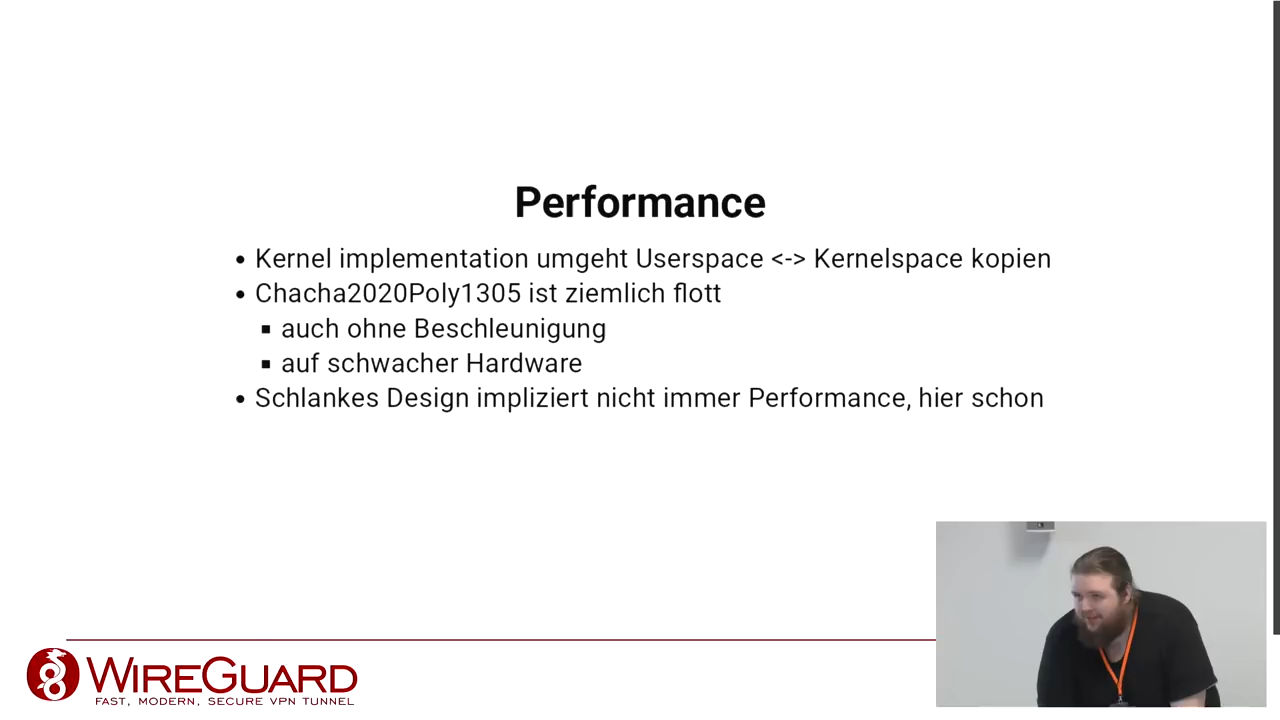 Performance
• Kernel implementation umgeht Userspace <-> Kernelspace kopien
• Chacha2020Poly1305 ist ziemlich flott
▪ auch ohne Beschleunigung
▪ auf schwacher Hardware
• Schlankes Design impliziert nicht immer Performance, hier schon
WIREGUARD
FAST, MODERN, SECURE VPN TUNNEL